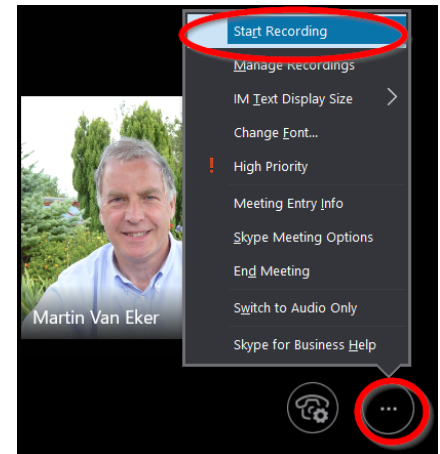 Start Recording
Manage Recordings
IM Text Display Size
Change Font...
! High Priority
Meeting Entry Info
Skype Meeting Options
End Meeting
Switch to Audio Only
Skype for Business Help
Martin Van Eker
...